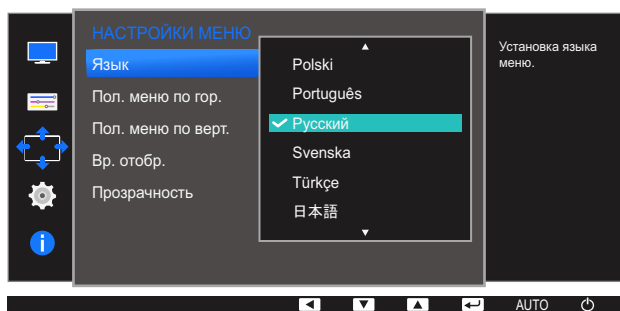 НАСТРОЙКИ МЕНЮ
Язык
Пол. меню по гор.
Пол. меню по верт.
Вр. отобр.
Прозрачность
Polski
Português
Русский
Svenska
Türkçe
日本語
Установка языка
меню.
AUTO